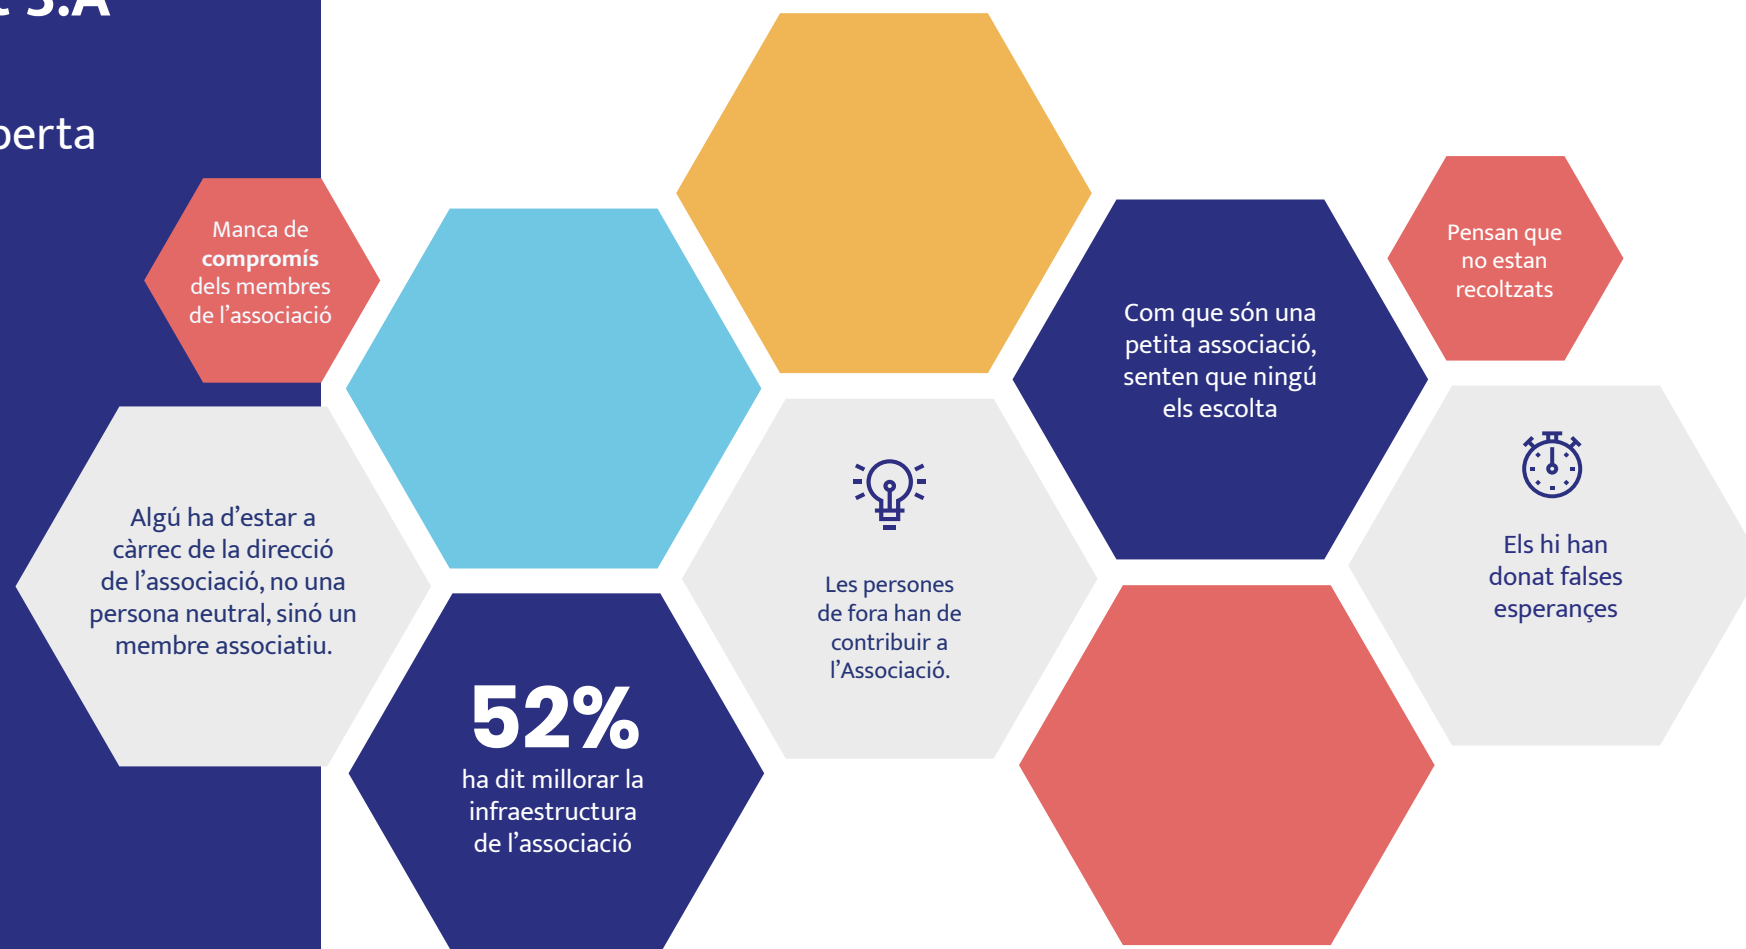 S.A
Manca de
compromís
dels membres
de l’associació
Pensan que
no estan
recoltzats
Com que són una
petita associació,
senten que ningú
els escolta
Algú ha d’estar a
càrrec de la direcció
de l’associació, no una
persona neutral, sinó un
membre associatiu.
Les persones
de fora han de
contribuir a
l’Associació.
Els hi han
donat falses
esperançes
52%
ha dit millorar la
infraestructura
de l’associació